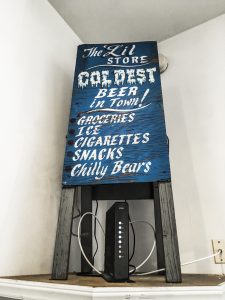 The Lil
STORE
COLDEST
BEER
in Town!
GROCERIES
ICE
CIGARETTES
SNACKS
Chilly Bears